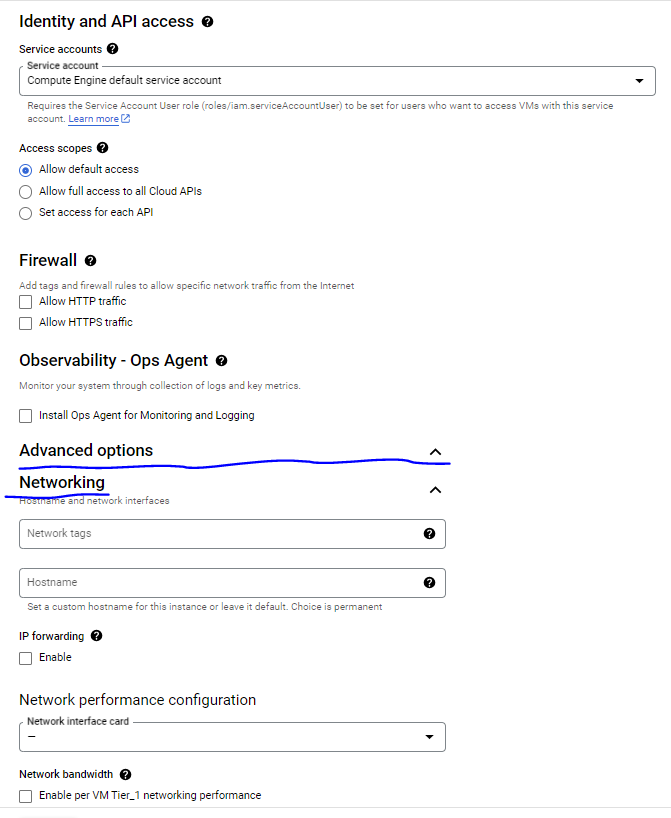 Identity and API access
Service accounts
Service account
Compute Engine default service account
Requires the Service Account User role (roles/iam.serviceAccountUser) to be set for users who want to access VMs with this service
account. Learn more
Access scopes
Allow default access
Allow full access to all Cloud APIs
Set access for each API
Firewall
Add tags and firewall rules to allow specific network traffic from the Internet
Allow HTTP traffic
Allow HTTPS traffic
Observability - Ops Agent
Monitor your system through collection of logs and key metrics.
Install Ops Agent for Monitoring and Logging
Advanced options
Networking
Hostname and network interfaces
Network tags
Hostname
Set a custom hostname for this instance or leave it default. Choice is permanent
IP forwarding
Enable
Network performance configuration
Network interface card
—
Network bandwidth
Enable per VM Tier_1 networking performance